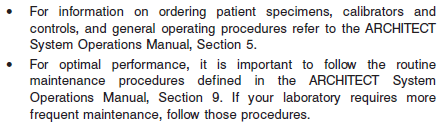 • For information on ordering patient specimens, calibrators and
controls, and general operating procedures refer to the ARCHITECT
System Operations Manual, Section 5.
• For optimal performance, it is important to follow the routine
maintenance procedures defined in the ARCHITECT System
Operations Manual, Section 9. If your laboratory requires more
frequent maintenance, follow those procedures.